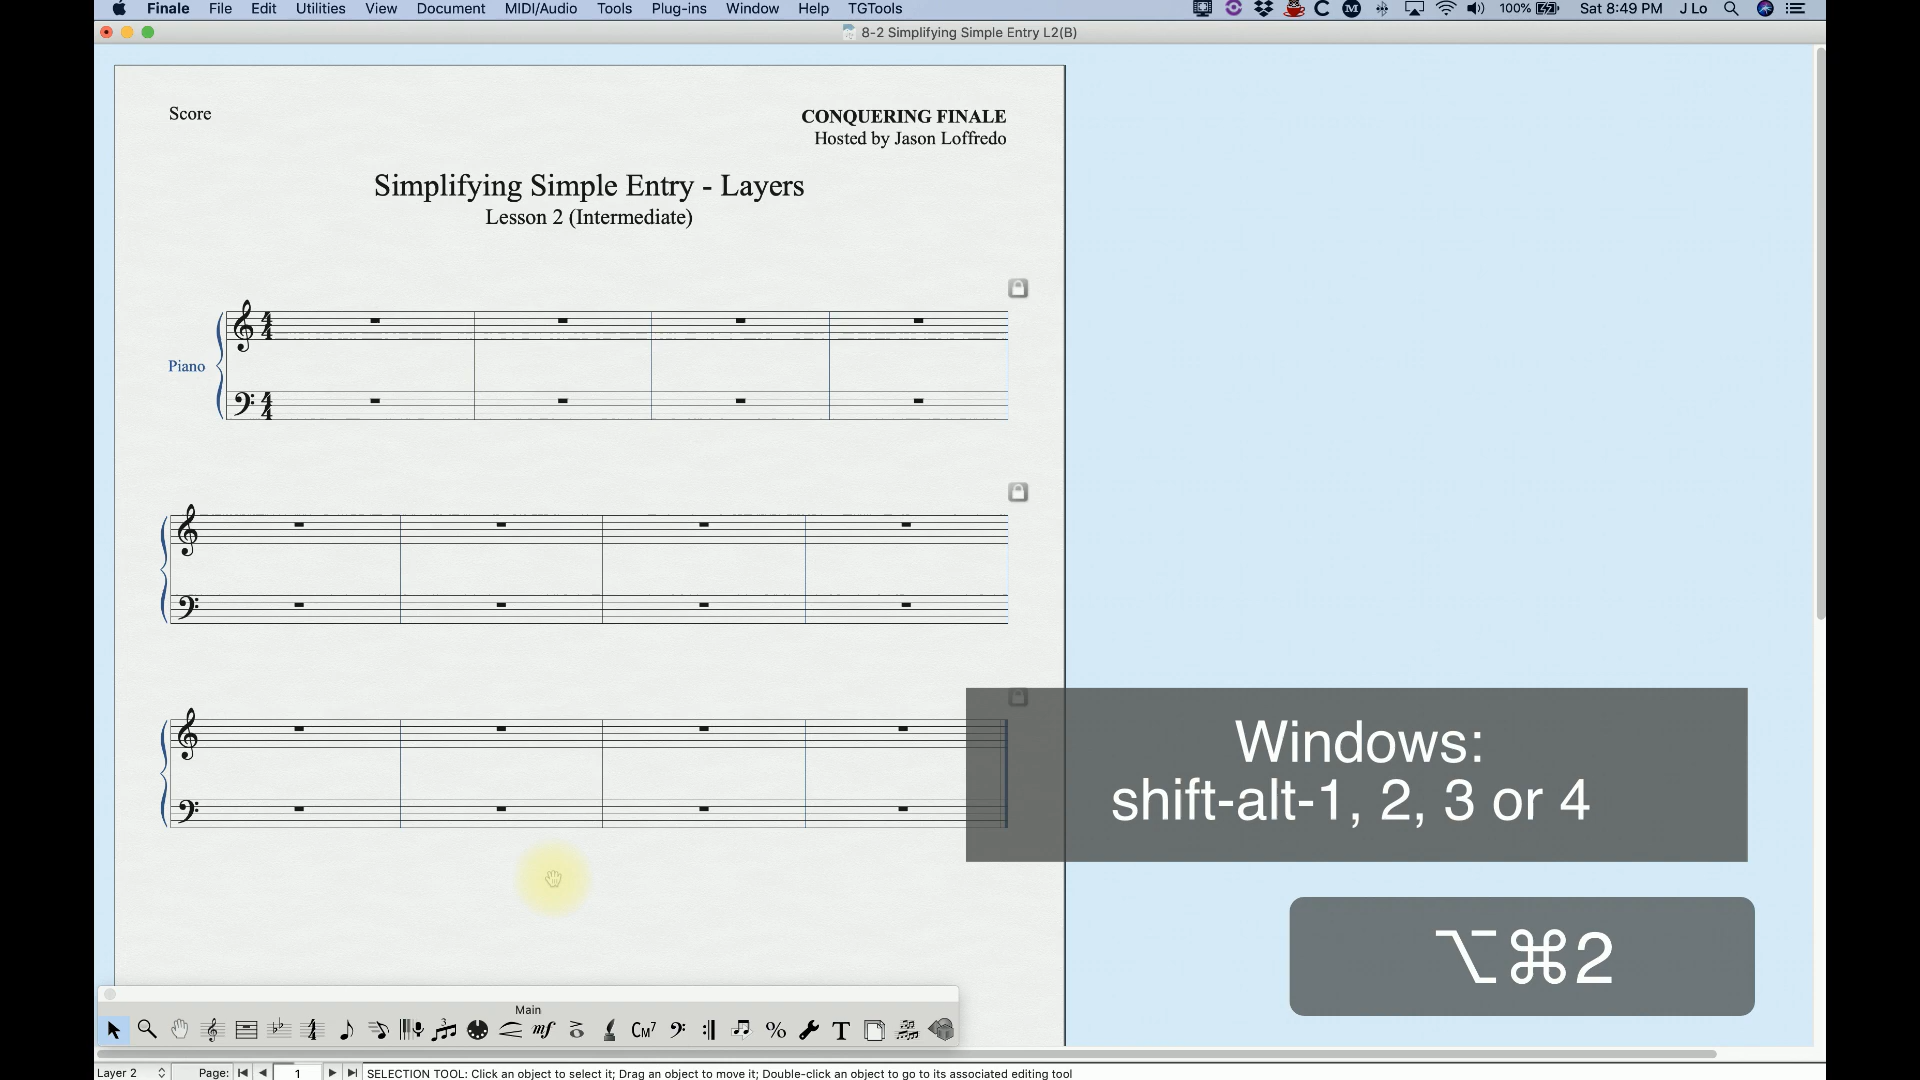 Finale File Edit Utilities View Document MIDI/Audio Tools Plug-ins Window Help TGTools 100% Sat 8:49 PM J Lo
8-2 Simplifying Simple Entry L2(B)
Score
CONQUERING FINALE
Hosted by Jason Loffredo
Simplifying Simple Entry - Layers
Lesson 2 (Intermediate)
Piano
Windows:
shift-alt-1, 2, 3 or 4
⌥⌘2
Main
Layer 2 Page: 1 SELECTION TOOL: Click an object to select it; Drag an object to move it; Double-click an object to go to its associated editing tool